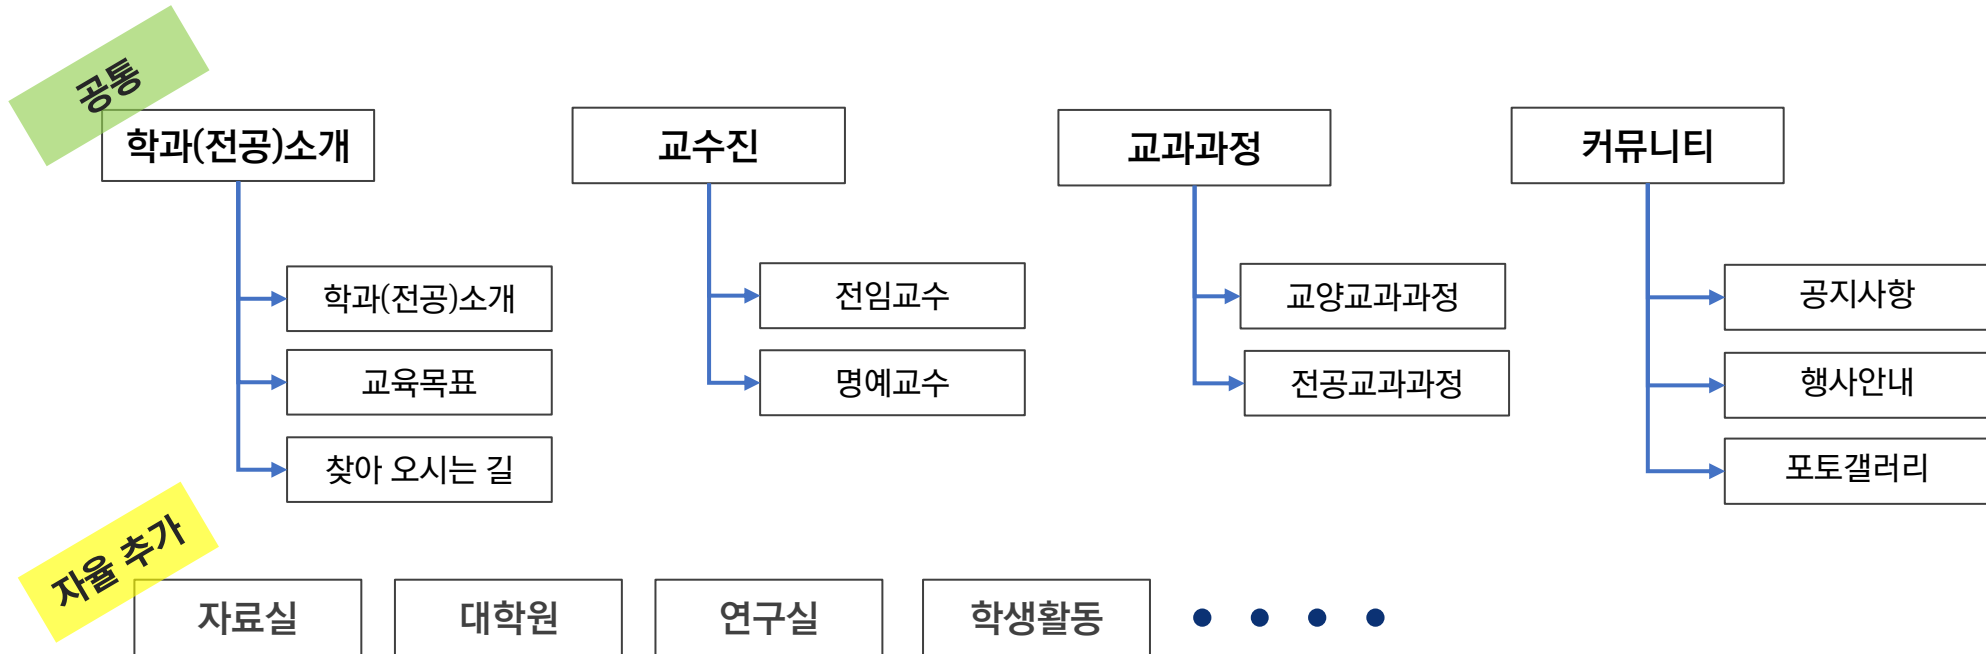 공통
학과(전공)소개
교수진
교과과정
커뮤니티
학과(전공)소개
전임교수
교양교과과정
공지사항
교육목표
명예교수
전공교과과정
행사안내
찾아 오시는 길
포토갤러리
자율 추가
자료실
대학원
연구실
학생활동